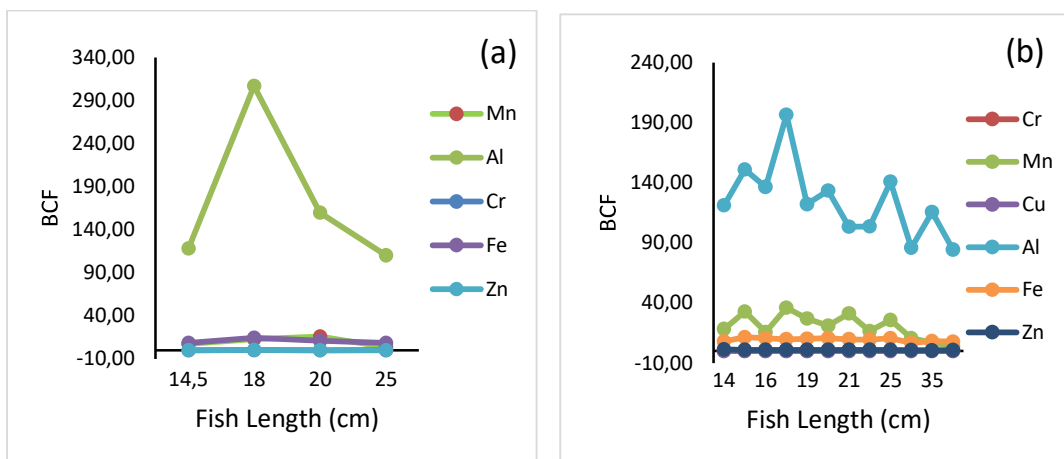 (a)
340,00
290,00
240,00
190,00
140,00
90,00
40,00
-10,00
BCF
14,5 18 20 25
Fish Length (cm)
Mn
Al
Cr
Fe
Zn
(b)
240,00
190,00
140,00
90,00
40,00
-10,00
BCF
14 16 19 21 25 35
Fish Length (cm)
Cr
Mn
Cu
Al
Fe
Zn